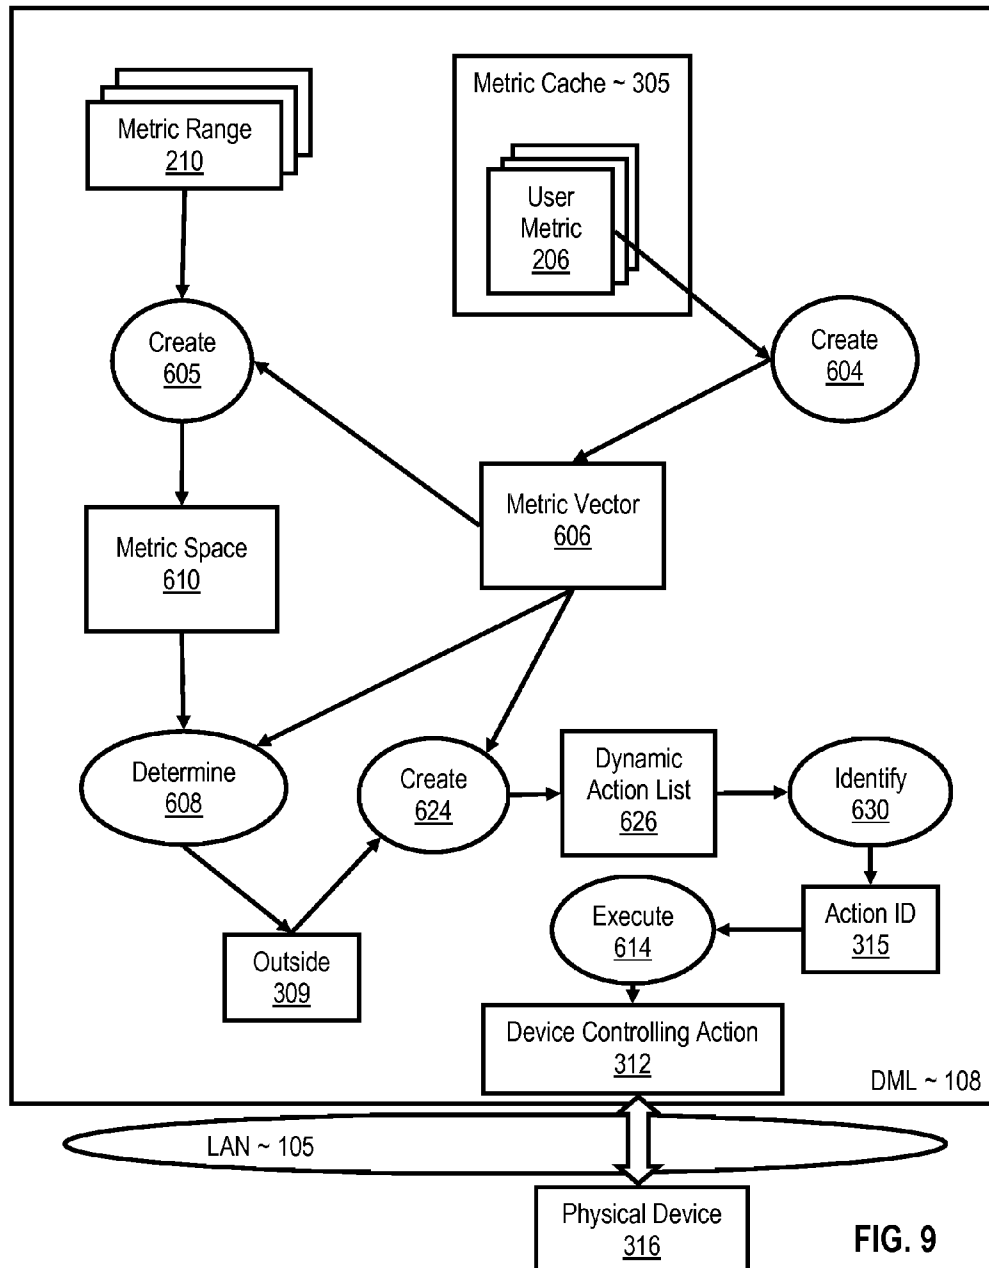 Metric Range
210
Metric Cache ~ 305
User
Metric
206
Create
605
Create
604
Metric Vector
606
Metric Space
610
Determine
608
Create
624
Dynamic
Action List
626
Identify
630
Execute
614
Action ID
315
Outside
309
Device Controlling Action
312
DML ~ 108
LAN ~ 105
Physical Device
316
FIG. 9